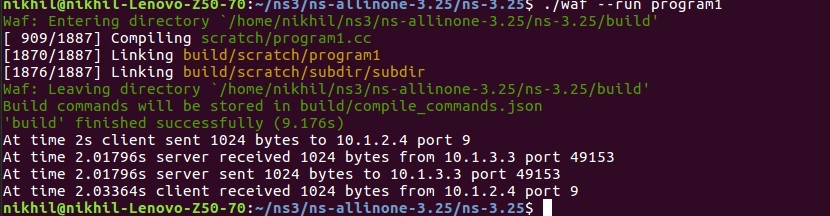 nikhil@nikhil-Lenovo-Z50-70:~/ns3/ns-allinone-3.25/ns-3.25$ ./waf --run program1
Waf: Entering directory `/home/nikhil/ns3/ns-allinone-3.25/ns-3.25/build'
[ 909/1887] Compiling scratch/program1.cc
[1870/1887] Linking build/scratch/program1
[1876/1887] Linking build/scratch/subdir/subdir
Waf: Leaving directory `/home/nikhil/ns3/ns-allinone-3.25/ns-3.25/build'
Build commands will be stored in build/compile_commands.json
'build' finished successfully (9.176s)
At time 2s client sent 1024 bytes to 10.1.2.4 port 9
At time 2.01796s server received 1024 bytes from 10.1.3.3 port 49153
At time 2.01796s server sent 1024 bytes to 10.1.3.3 port 49153
At time 2.03364s client received 1024 bytes from 10.1.2.4 port 9
nikhil@nikhil-Lenovo-Z50-70:~/ns3/ns-allinone-3.25/ns-3.25$